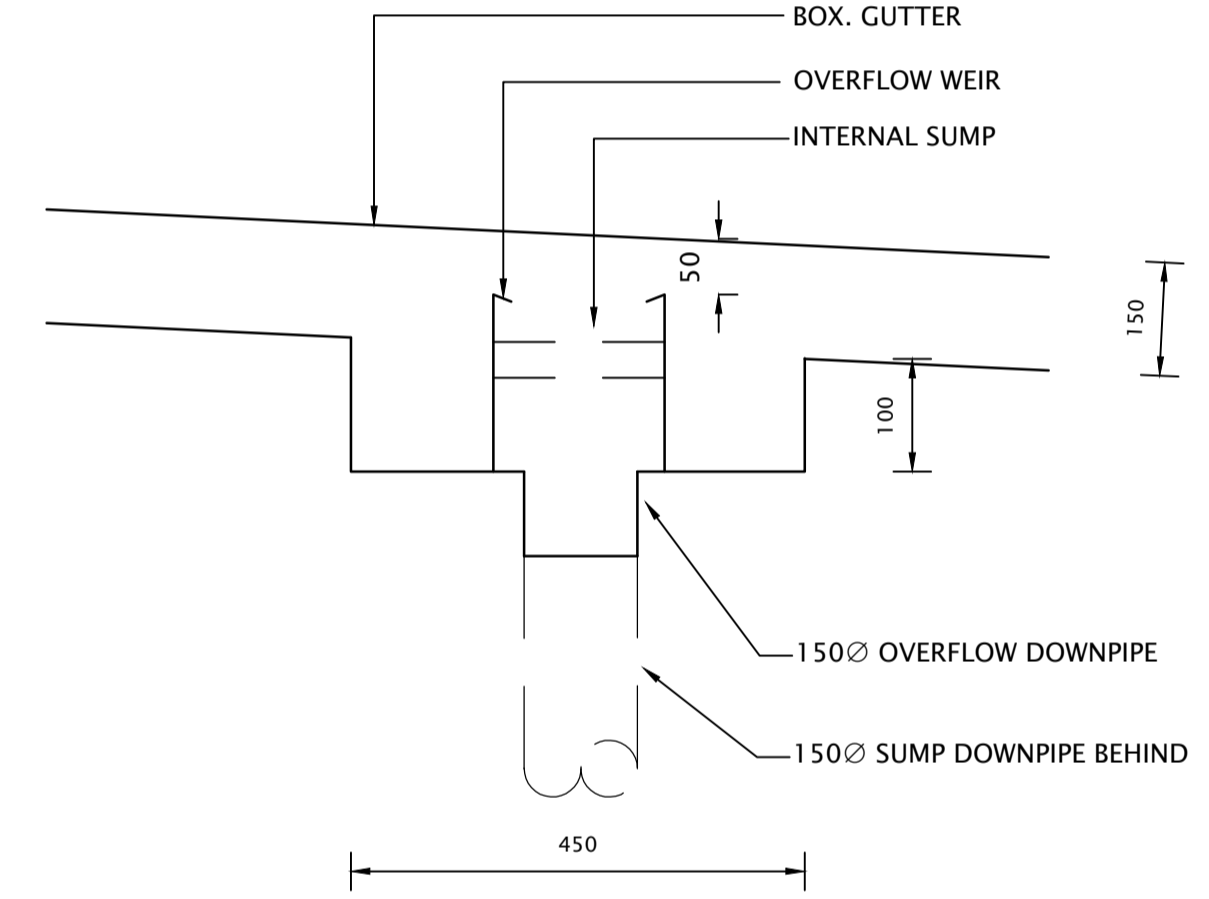 BOX. GUTTER
OVERFLOW WEIR
INTERNAL SUMP
50
150
100
150∅ OVERFLOW DOWNPIPE
150∅ SUMP DOWNPIPE BEHIND
450